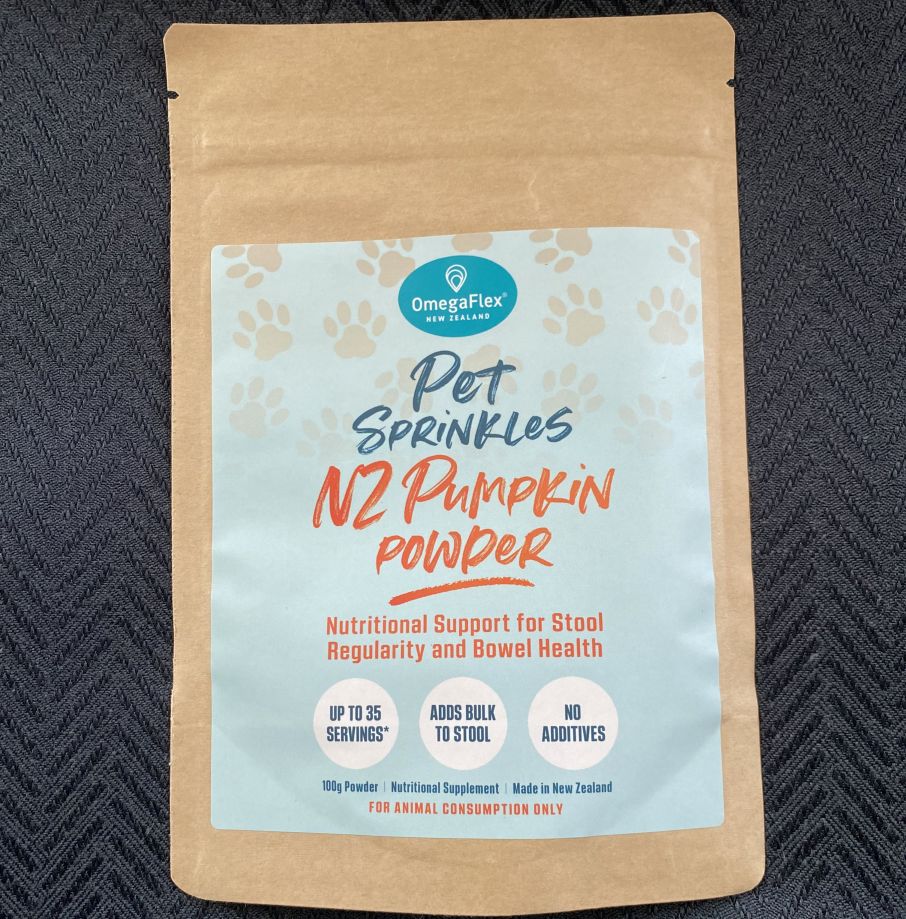 OmegaFlex®
NEW ZEALAND
Pet
Sprinkles
NZ Pumpkin
Powder
Nutritional Support for Stool
Regularity and Bowel Health
UP TO 35
SERVINGS*
ADDS BULK
TO STOOL
NO
ADDITIVES
100g Powder | Nutritional Supplement | Made in New Zealand
FOR ANIMAL CONSUMPTION ONLY